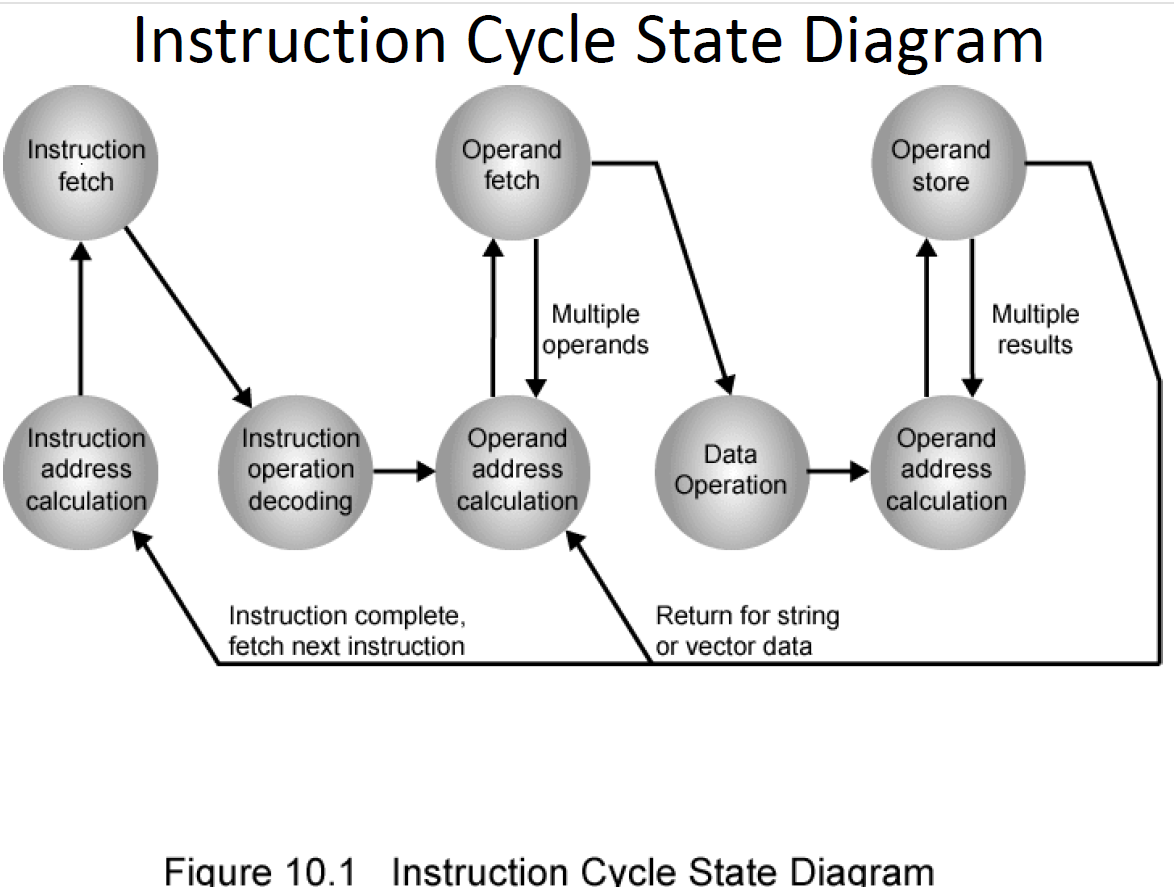 Instruction Cycle State Diagram
Instruction
fetch
Operand
fetch
Operand
store
Multiple
operands
Multiple
results
Instruction
address
calculation
Instruction
operation
decoding
Operand
address
calculation
Data
Operation
Operand
address
calculation
Instruction complete,
fetch next instruction
Return for string
or vector data
Figure 10.1 Instruction Cycle State Diagram